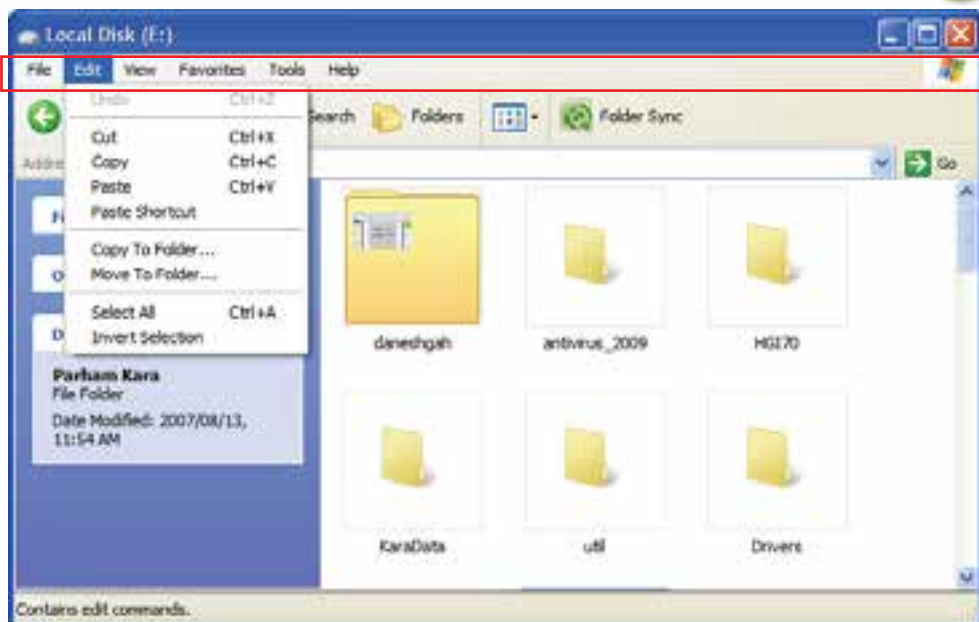 Local Disk (E:)
File Edit View Favorites Tools Help
Undo Ctrl+Z
Search Folders Folder Sync
Cut Ctrl+X
Copy Ctrl+C
Go
Paste Ctrl+V
Paste Shortcut
Copy To Folder...
Move To Folder...
Select All Ctrl+A
Invert Selection
Parham Kara
File Folder
Date Modified: 2007/08/13,
11:54 AM
daneshgah antivirus_2009 HGI70
KaraData util Drivers
Contains edit commands.